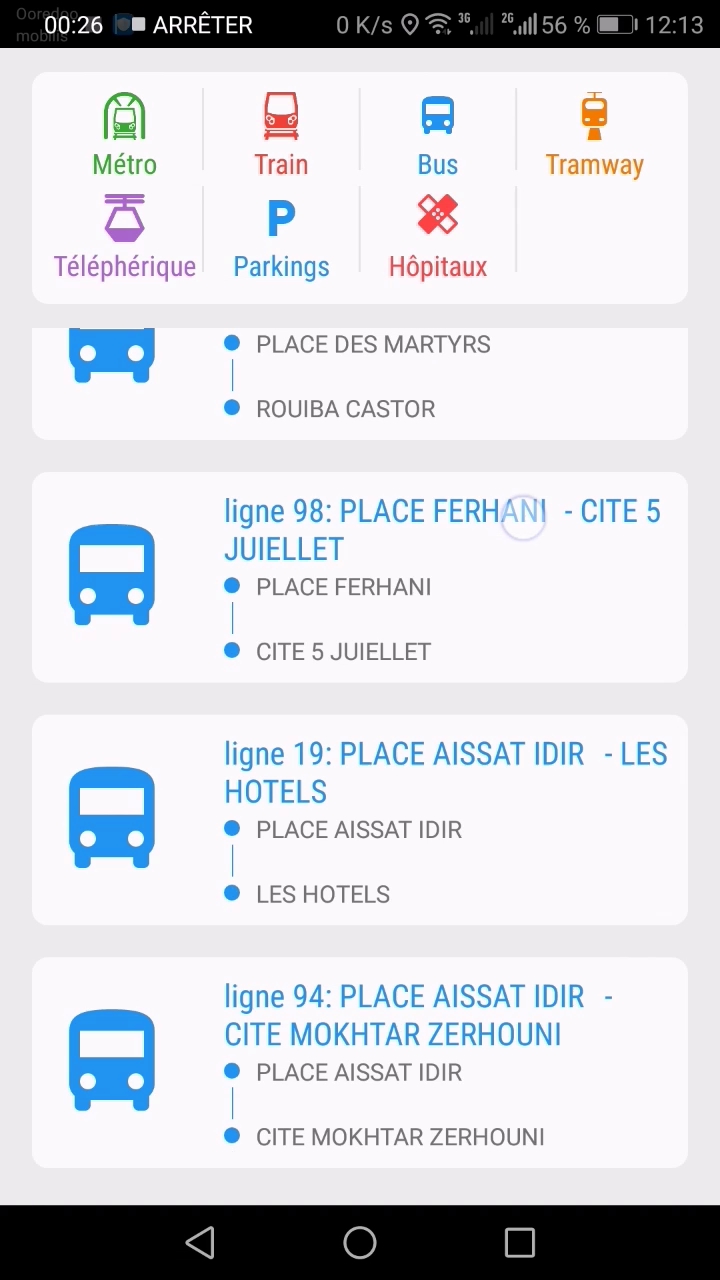 Ooredoo
mobilis
00:26 ARRÊTER 0 K/s 3G 2G 56 % 12:13
Métro Train Bus Tramway
Téléphérique Parkings Hôpitaux
PLACE DES MARTYRS
ROUIBA CASTOR
ligne 98: PLACE FERHANI - CITE 5
JUIELLET
PLACE FERHANI
CITE 5 JUIELLET
ligne 19: PLACE AISSAT IDIR - LES
HOTELS
PLACE AISSAT IDIR
LES HOTELS
ligne 94: PLACE AISSAT IDIR -
CITE MOKHTAR ZERHOUNI
PLACE AISSAT IDIR
CITE MOKHTAR ZERHOUNI